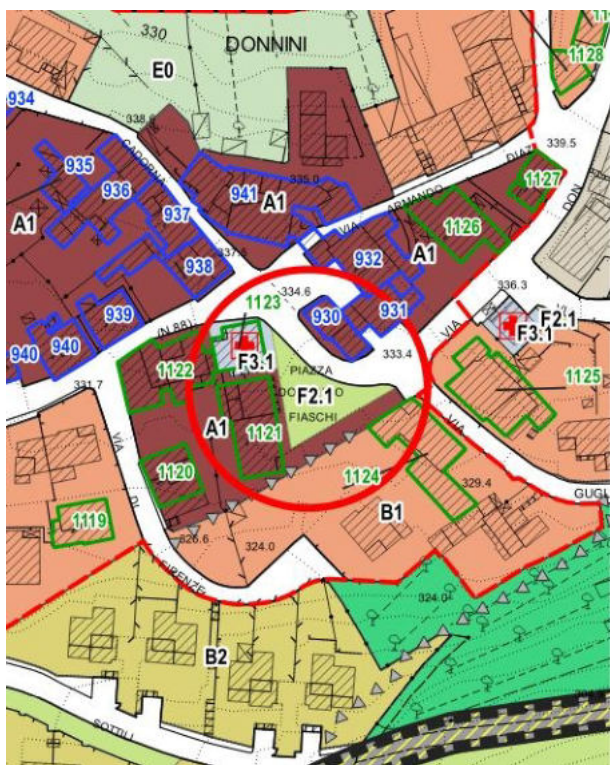 330
DONNINI
E0
1128
934
338.6
339.5
935
CADORNA
936
941
335.0
DIAZ
1127
A1
937
A1
ARMANDO
DON
VIA
1126
938
337.8
932
A1
334.6
336.3
1123
939
930
931
F2.1
(N.88)
F3.1
940
940
F3.1
VIA
333.4
1122
PIAZZA
331.7
F2.1
1125
FIASCHI
A1
1121
VIA
VIA
1120
1124
329.4
DI
B1
GUGL
1119
326.6
324.0
FIRENZE
324.0
B2
SOTTILI